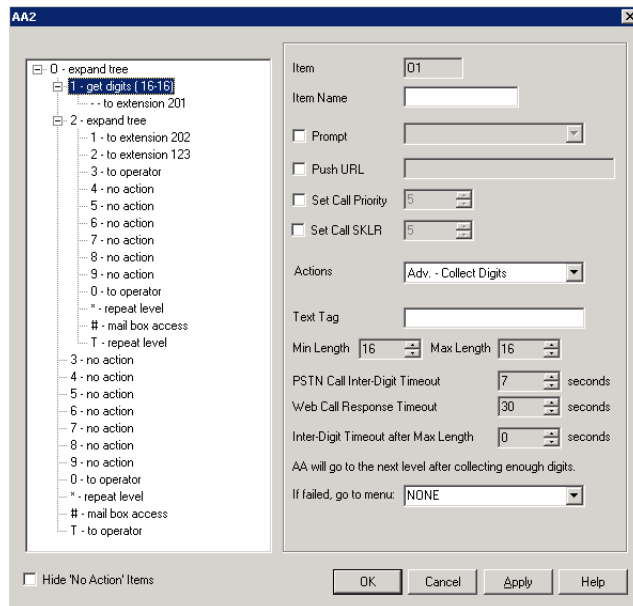 AA2
0 - expand tree
1 - get digits ( 16-16)
- - to extension 201
2 - expand tree
1 - to extension 202
2 - to extension 123
3 - to operator
4 - no action
5 - no action
6 - no action
7 - no action
8 - no action
9 - no action
0 - to operator
* - repeat level
# - mail box access
T - repeat level
3 - no action
4 - no action
5 - no action
6 - no action
7 - no action
8 - no action
9 - no action
0 - to operator
* - repeat level
# - mail box access
T - to operator
Hide 'No Action' Items
Item 01
Item Name
Prompt
Push URL
Set Call Priority 5
Set Call SKLR 5
Actions Adv. - Collect Digits
Text Tag
Min Length 16 Max Length 16
PSTN Call Inter-Digit Timeout 7 seconds
Web Call Response Timeout 30 seconds
Inter-Digit Timeout after Max Length 0 seconds
AA will go to the next level after collecting enough digits.
If failed, go to menu: NONE
OK Cancel Apply Help